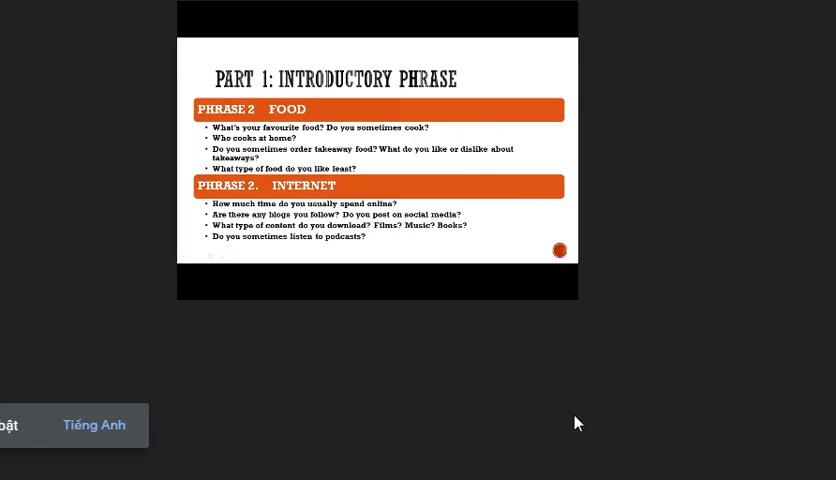 PART 1: INTRODUCTORY PHRASE
PHRASE 2 FOOD
• What's your favourite food? Do you sometimes cook?
• Who cooks at home?
• Do you sometimes order takeaway food? What do you like or dislike about
takeaways?
• What type of food do you like least?
PHRASE 2. INTERNET
• How much time do you usually spend online?
• Are there any blogs you follow? Do you post on social media?
• What type of content do you download? Films? Music? Books?
• Do you sometimes listen to podcasts?
bật Tiếng Anh